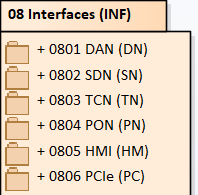 08 Interfaces (INF)
+ 0801 DAN (DN)
+ 0802 SDN (SN)
+ 0803 TCN (TN)
+ 0804 PON (PN)
+ 0805 HMI (HM)
+ 0806 PCIe (PC)